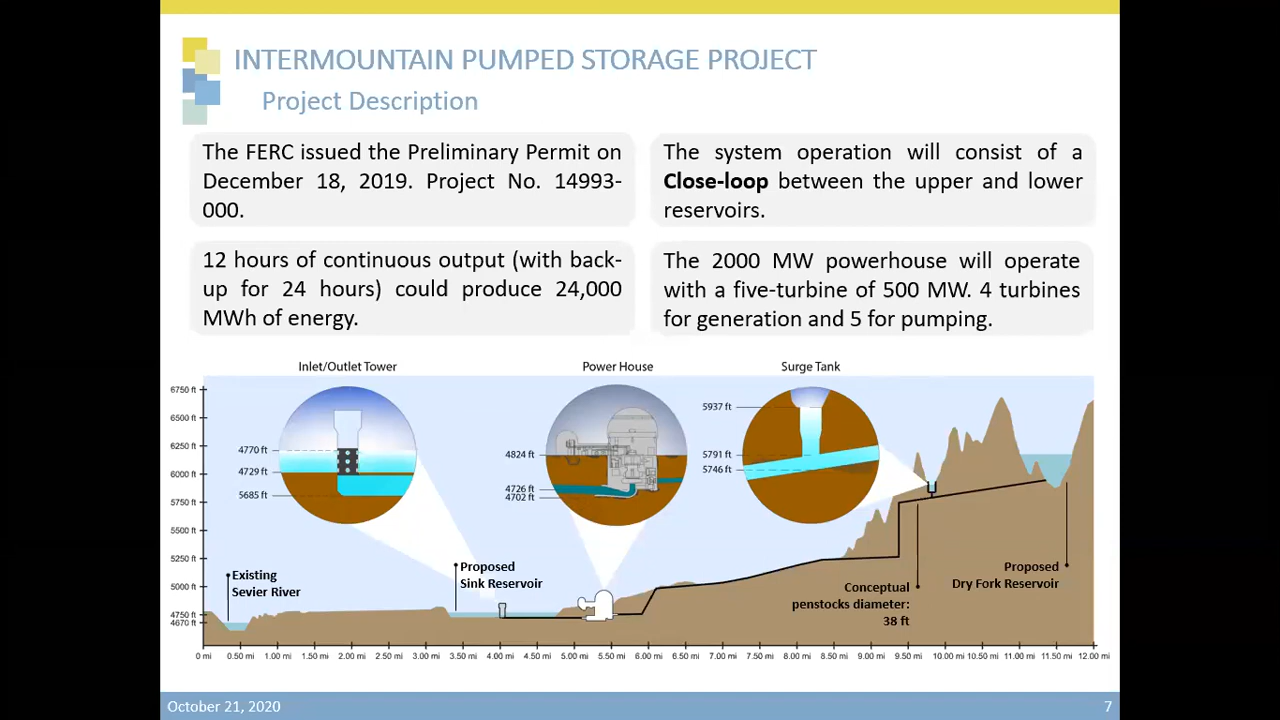 INTERMOUNTAIN PUMPED STORAGE PROJECT
Project Description
The FERC issued the Preliminary Permit on
December 18, 2019. Project No. 14993-
000.
The system operation will consist of a
Close-loop between the upper and lower
reservoirs.
12 hours of continuous output (with back-
up for 24 hours) could produce 24,000
MWh of energy.
The 2000 MW powerhouse will operate
with a five-turbine of 500 MW. 4 turbines
for generation and 5 for pumping.
Inlet/Outlet Tower
Power House
Surge Tank
6750 ft
6500 ft
6250 ft
6000 ft
5750 ft
5500 ft
5250 ft
5000 ft
4750 ft
4670 ft
4770 ft
4729 ft
5685 ft
4824 ft
4726 ft
4702 ft
5937 ft
5791 ft
5746 ft
Existing
Sevier River
Proposed
Sink Reservoir
Conceptual
penstocks diameter:
38 ft
Proposed
Dry Fork Reservoir
0 mi 0.50 mi 1.00 mi 1.50 mi 2.00 mi 2.50 mi 3.00 mi 3.50 mi 4.00 mi 4.50 mi 5.00 mi 5.50 mi 6.00 mi 6.50 mi 7.00 mi 7.50 mi 8.00 mi 8.50 mi 9.00 mi 9.50 mi 10.00 mi 10.50 mi 11.00 mi 11.50 mi 12.00 mi
October 21, 2020
7